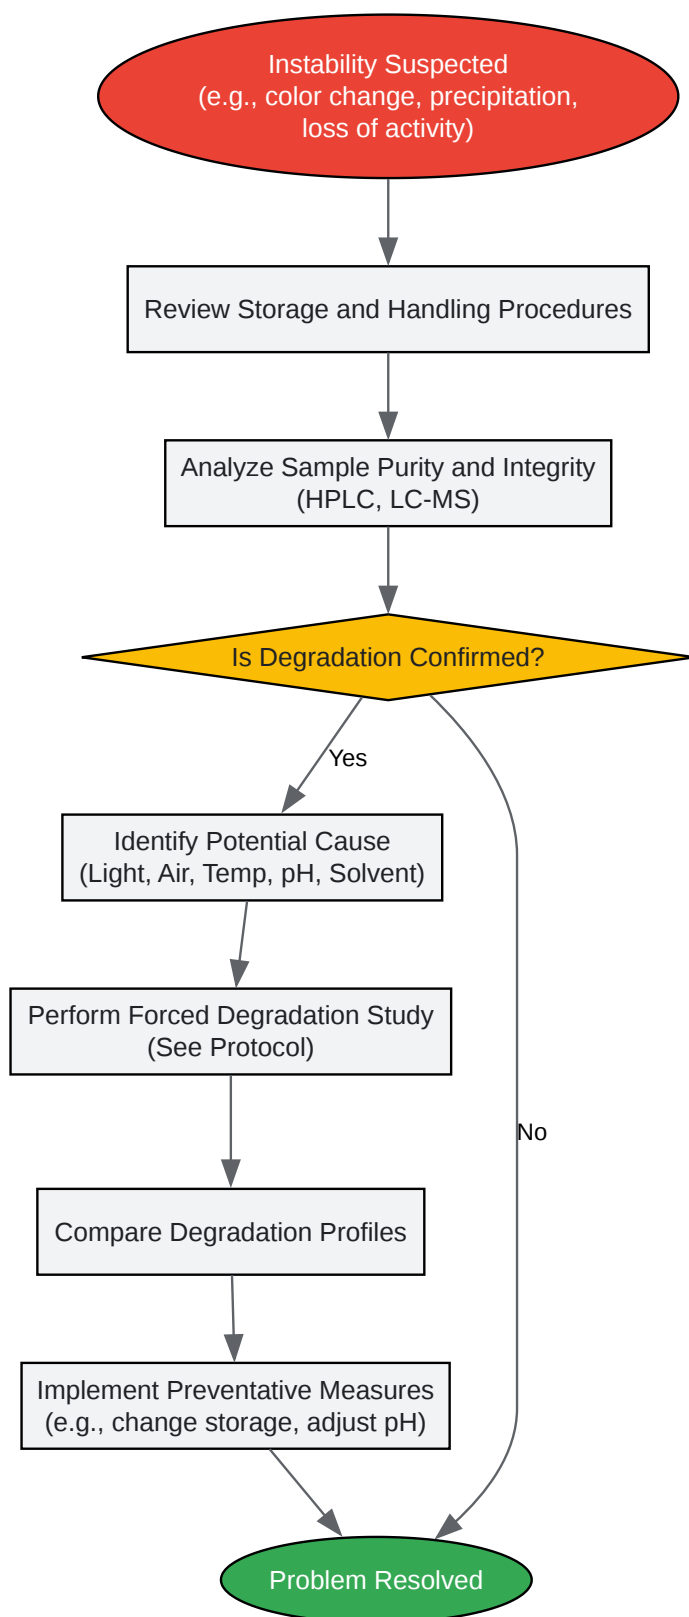 Instability Suspected
(e.g., color change, precipitation,
loss of activity)
Review Storage and Handling Procedures
Analyze Sample Purity and Integrity
(HPLC, LC-MS)
Is Degradation Confirmed?
Yes
Identify Potential Cause
(Light, Air, Temp, pH, Solvent)
Perform Forced Degradation Study
(See Protocol)
No
Compare Degradation Profiles
Implement Preventative Measures
(e.g., change storage, adjust pH)
Problem Resolved